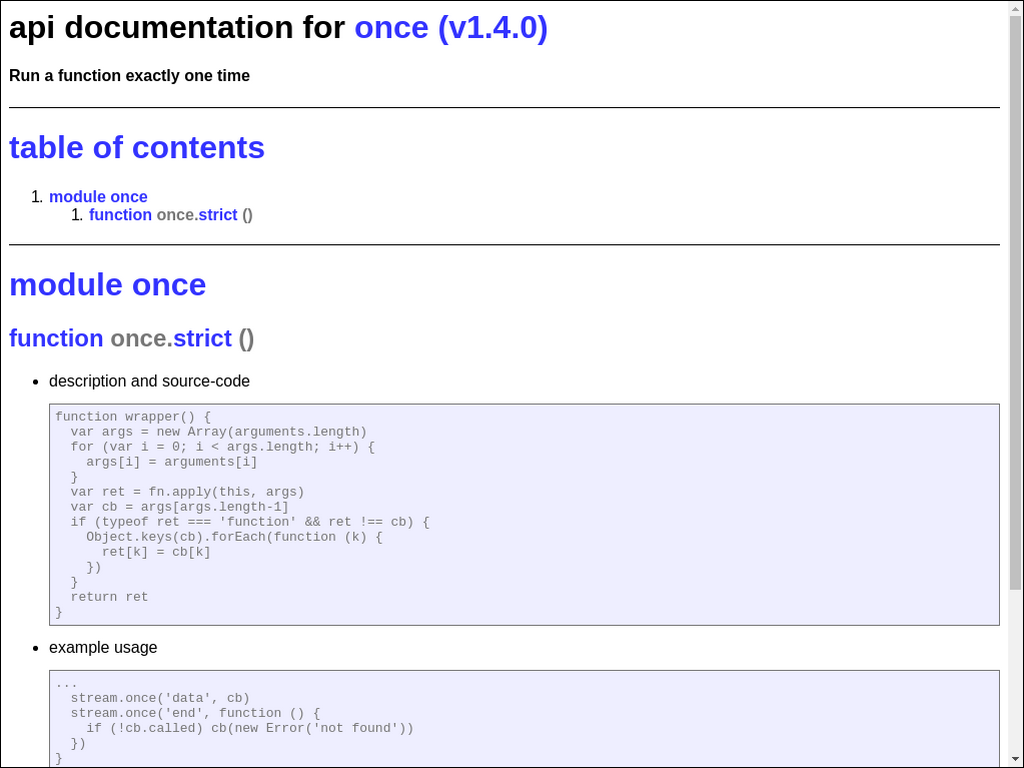 api documentation for once (v1.4.0)
Run a function exactly one time
table of contents
1. module once
1. function once.strict ()
module once
function once.strict ()
• description and source-code
function wrapper() {
  var args = new Array(arguments.length)
  for (var i = 0; i < args.length; i++) {
    args[i] = arguments[i]
  }
  var ret = fn.apply(this, args)
  var cb = args[args.length-1]
  if (typeof ret === 'function' && ret !== cb) {
    Object.keys(cb).forEach(function (k) {
      ret[k] = cb[k]
    })
  }
  return ret
}
• example usage
...
  stream.once('data', cb)
  stream.once('end', function () {
    if (!cb.called) cb(new Error('not found'))
  })
}